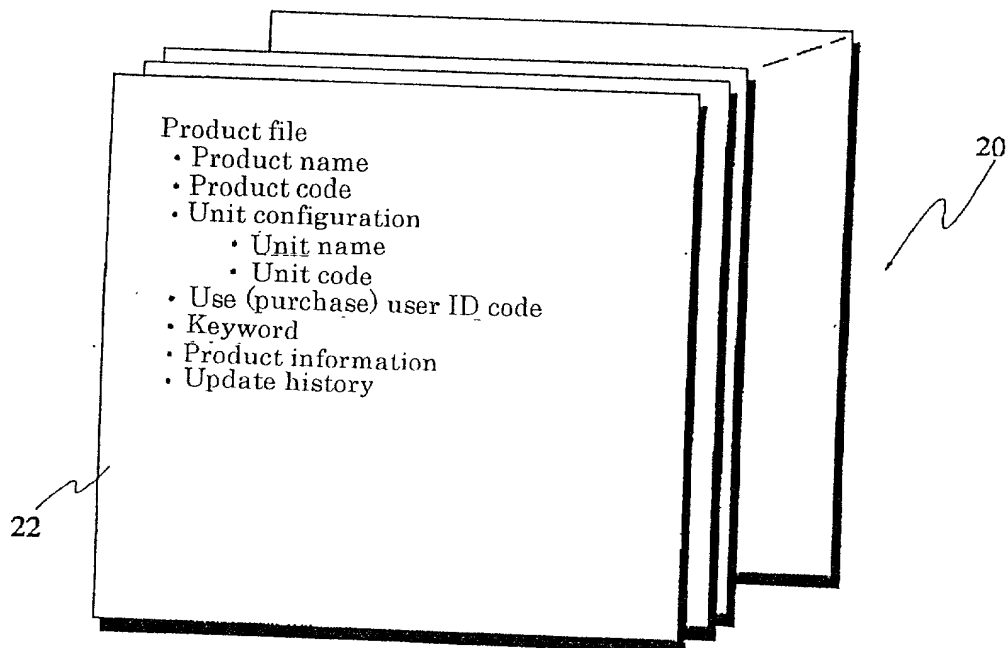 Product file
・Product name
・Product code
・Unit configuration
・Unit name
・Unit code
・Use (purchase) user ID code
・Keyword
・Product information
・Update history
20
22